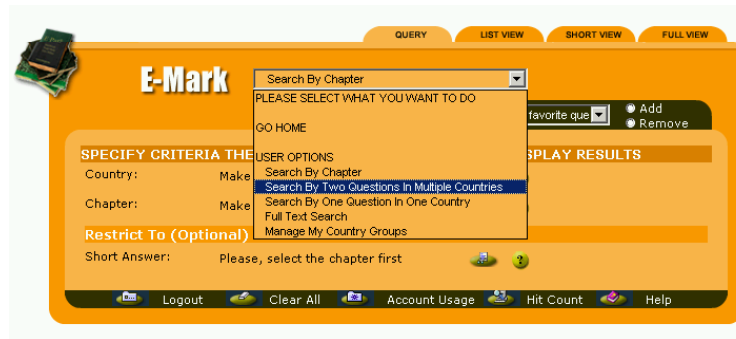 QUERY LIST VIEW SHORT VIEW FULL VIEW
E-Mark
Search By Chapter
PLEASE SELECT WHAT YOU WANT TO DO
GO HOME
USER OPTIONS
Search By Chapter
Search By Two Questions In Multiple Countries
Search By One Question In One Country
Full Text Search
Manage My Country Groups
favorite que
Add
Remove
SPECIFY CRITERIA THE SPLAY RESULTS
Country: Make
Chapter: Make
Restrict To (Optional)
Short Answer: Please, select the chapter first
Logout Clear All Account Usage Hit Count Help